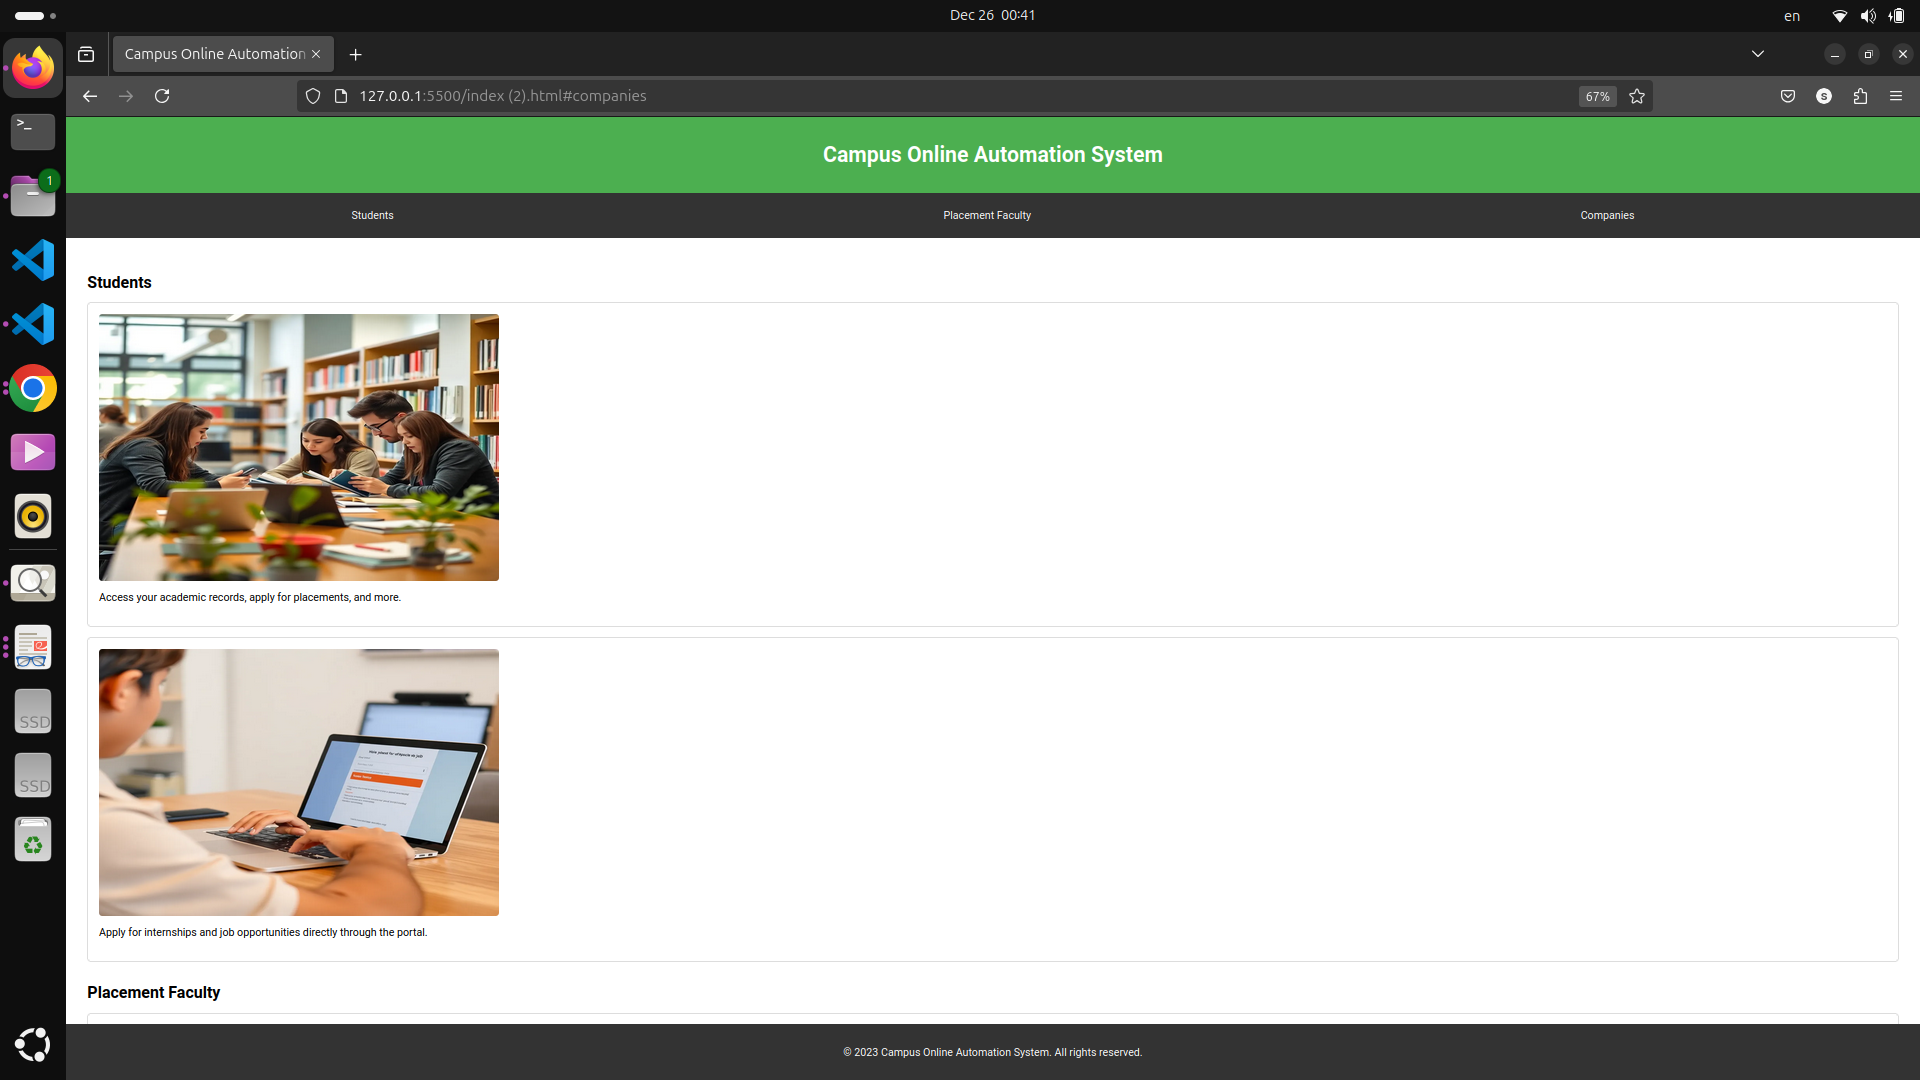 Dec 26 00:41
en
Campus Online Automation
127.0.0.1:5500/index (2).html#companies
67%
S
>_
1
Campus Online Automation System
Students
Placement Faculty
Companies
Students
Access your academic records, apply for placements, and more.
Apply for internships and job opportunities directly through the portal.
Placement Faculty
SSD
SSD
© 2023 Campus Online Automation System. All rights reserved.